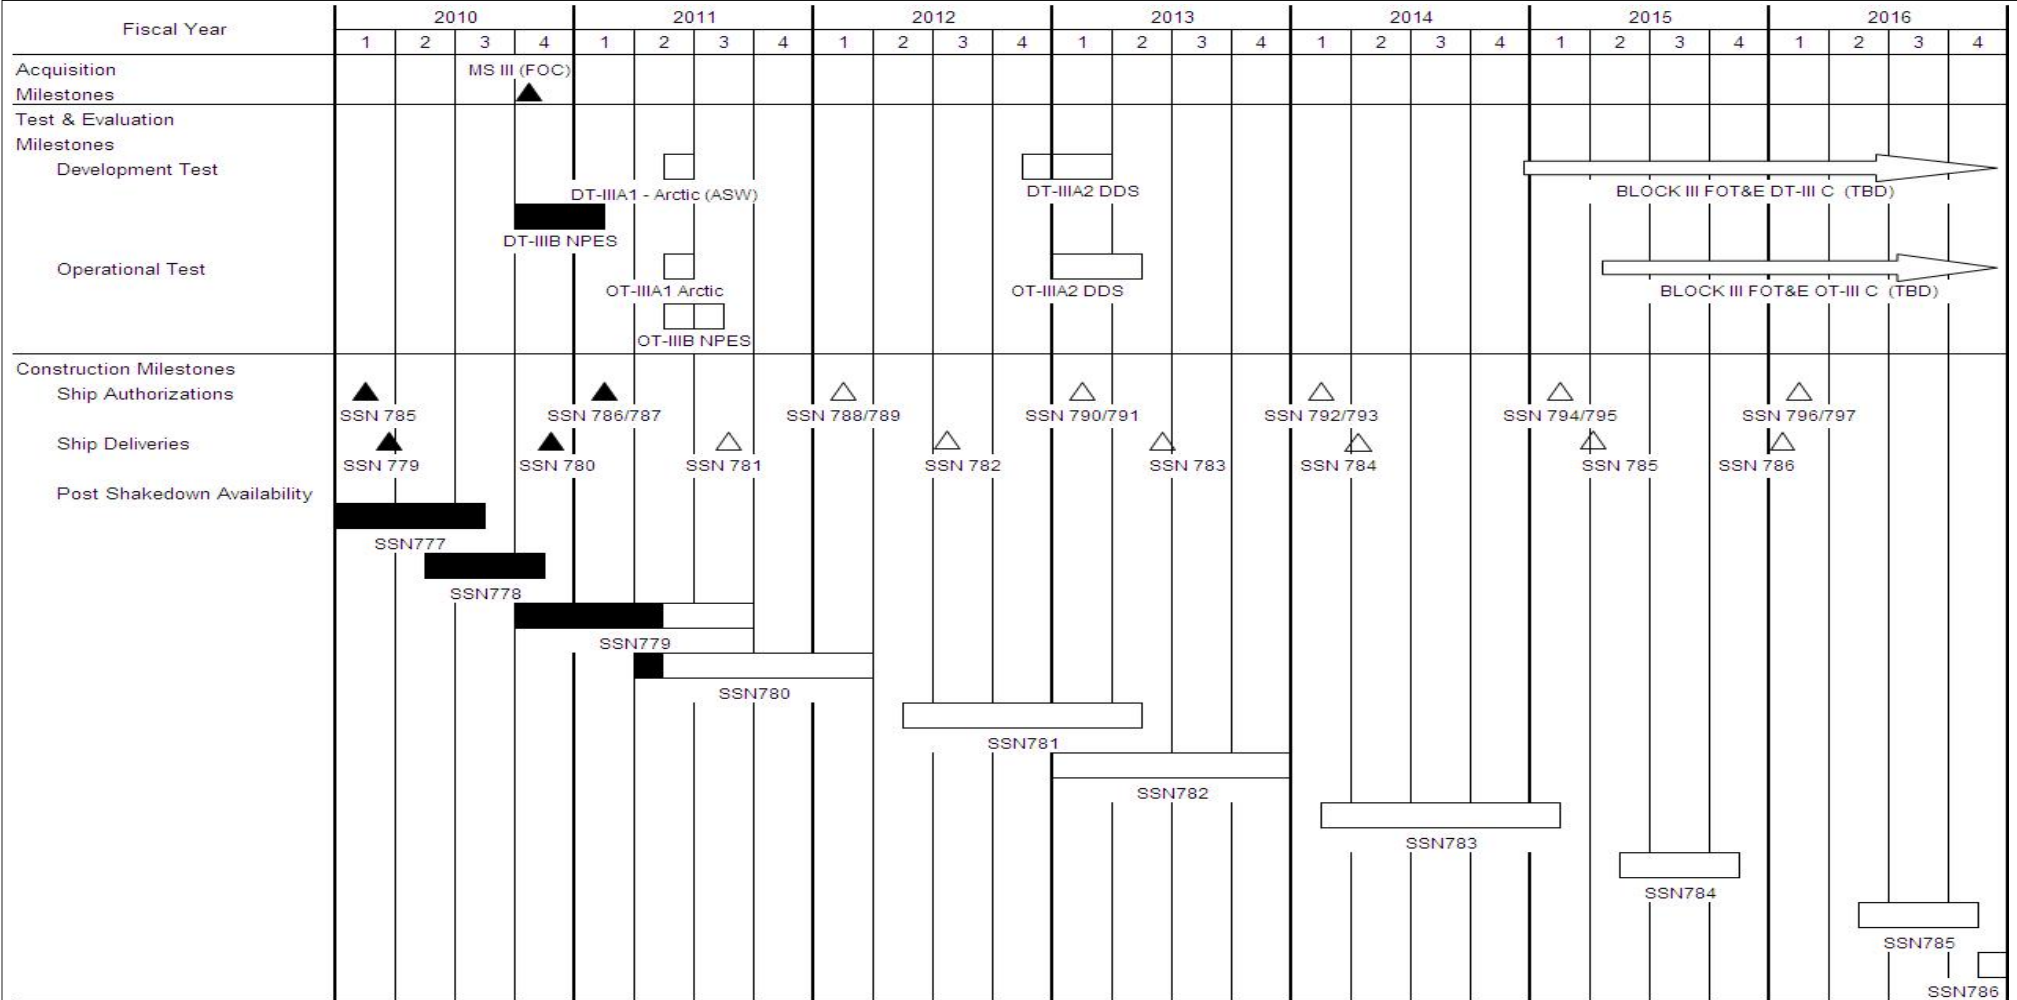 Fiscal Year 2010 2011 2012 2013 2014 2015 2016
1 2 3 4 1 2 3 4 1 2 3 4 1 2 3 4 1 2 3 4 1 2 3 4 1 2 3 4
Acquisition MS III (FOC)
Milestones
Test & Evaluation
Milestones
Development Test
DT-IIIA1 - Arctic (ASW) DT-IIIA2 DDS BLOCK III FOT&E DT-III C (TBD)
DT-IIIB NPES
Operational Test
OT-IIIA1 Arctic OT-IIIA2 DDS BLOCK III FOT&E OT-III C (TBD)
OT-IIIB NPES
Construction Milestones
Ship Authorizations
SSN 785 SSN 786/787 SSN 788/789 SSN 790/791 SSN 792/793 SSN 794/795 SSN 796/797
Ship Deliveries
SSN 779 SSN 780 SSN 781 SSN 782 SSN 783 SSN 784 SSN 785 SSN 786
Post Shakedown Availability
SSN777
SSN778
SSN779
SSN780
SSN781
SSN782
SSN783
SSN784
SSN785
SSN786